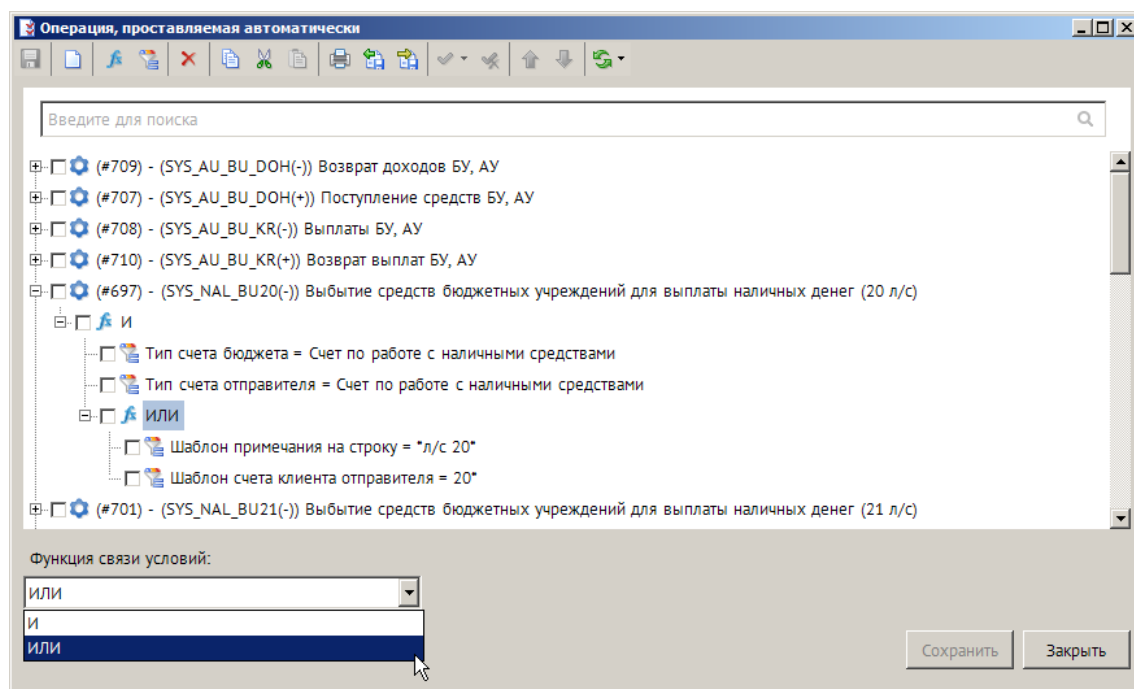 Операция, проставляемая автоматически
Введите для поиска
(#709) - (SYS_AU_BU_DOH(-)) Возврат доходов БУ, АУ
(#707) - (SYS_AU_BU_DOH(+)) Поступление средств БУ, АУ
(#708) - (SYS_AU_BU_KR(-)) Выплаты БУ, АУ
(#710) - (SYS_AU_BU_KR(+)) Возврат выплат БУ, АУ
(#697) - (SYS_NAL_BU20(-)) Выбытие средств бюджетных учреждений для выплаты наличных денег (20 л/с)
fx И
Тип счета бюджета = Счет по работе с наличными средствами
Тип счета отправителя = Счет по работе с наличными средствами
fx ИЛИ
Шаблон примечания на строку = *л/с 20*
Шаблон счета клиента отправителя = 20*
(#701) - (SYS_NAL_BU21(-)) Выбытие средств бюджетных учреждений для выплаты наличных денег (21 л/с)
Функция связи условий:
ИЛИ
И
ИЛИ
Сохранить
Закрыть